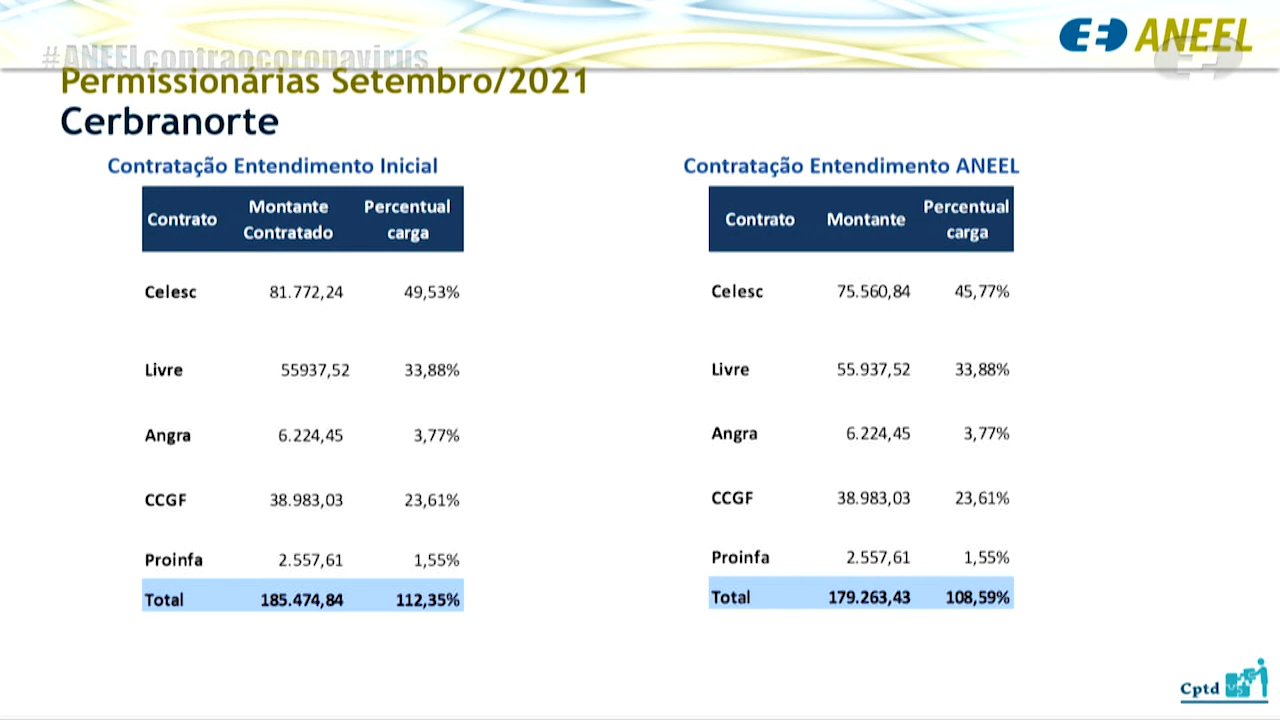 #ANEELcontraocoronavirus
ANEEL
Permissionárias Setembro/2021
Cerbranorte
Contratação Entendimento Inicial
Contrato Montante Contratado Percentual carga
Celesc 81.772,24 49,53%
Livre 55937,52 33,88%
Angra 6.224,45 3,77%
CCGF 38.983,03 23,61%
Proinfa 2.557,61 1,55%
Total 185.474,84 112,35%
Contratação Entendimento ANEEL
Contrato Montante Percentual carga
Celesc 75.560,84 45,77%
Livre 55.937,52 33,88%
Angra 6.224,45 3,77%
CCGF 38.983,03 23,61%
Proinfa 2.557,61 1,55%
Total 179.263,43 108,59%
Cptd